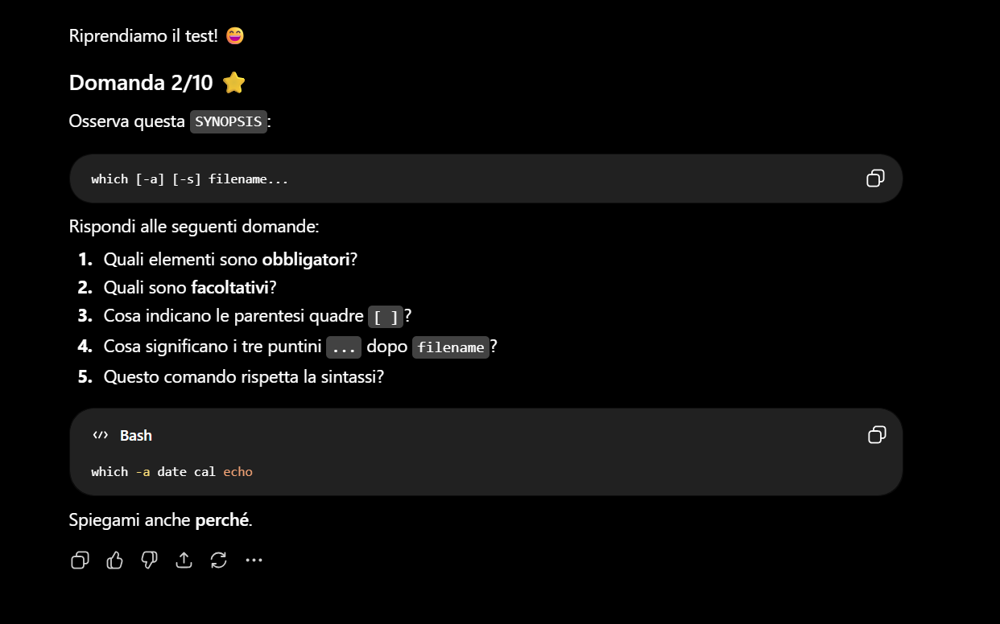 Riprendiamo il test! 😄
Domanda 2/10 ⭐
Osserva questa SYNOPSIS:
which [-a] [-s] filename...
Rispondi alle seguenti domande:
1. Quali elementi sono obbligatori?
2. Quali sono facoltativi?
3. Cosa indicano le parentesi quadre [ ]?
4. Cosa significano i tre puntini ... dopo filename?
5. Questo comando rispetta la sintassi?
Bash
which -a date cal echo
Spiegami anche perché.